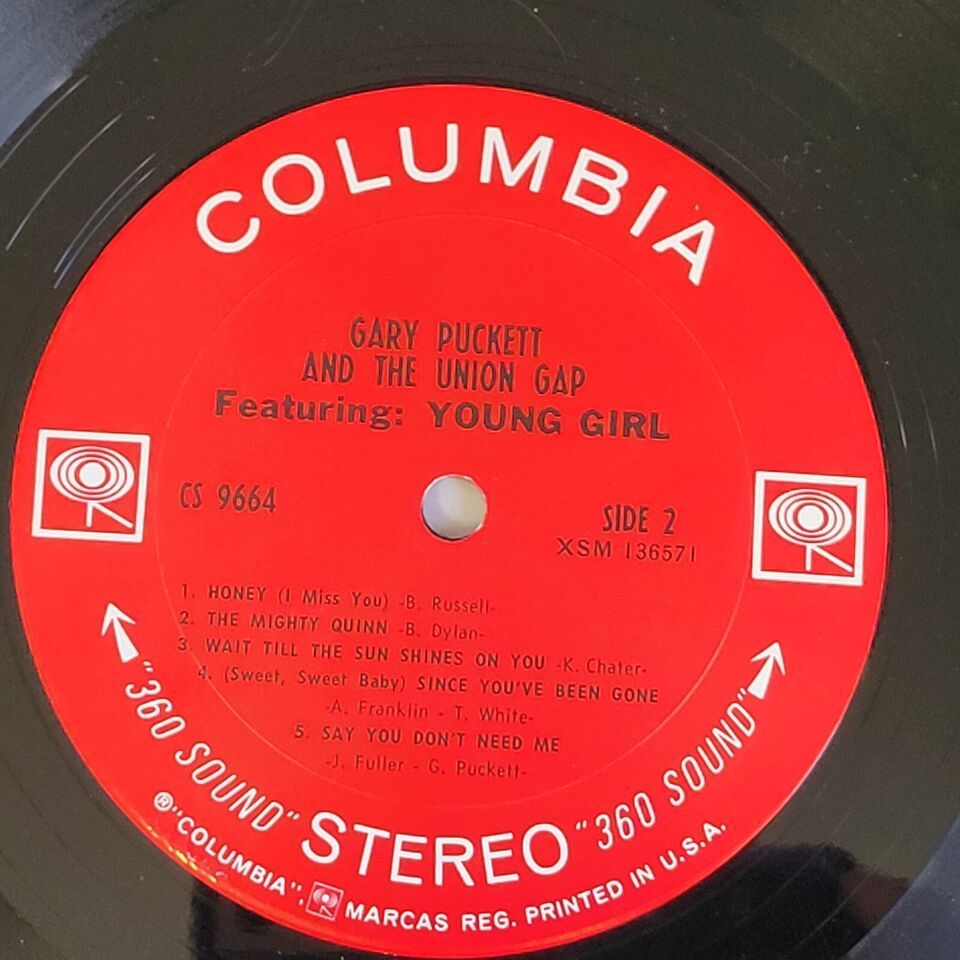 COLUMBIA
GARY PUCKETT
AND THE UNION GAP
Featuring: YOUNG GIRL
CS 9664
SIDE 2
XSM 136571
1. HONEY (I Miss You) -B. Russell-
2. THE MIGHTY QUINN -B. Dylan-
3. WAIT TILL THE SUN SHINES ON YOU -K. Chater-
4. (Sweet, Sweet Baby) SINCE YOU'VE BEEN GONE
-A. Franklin - T. White-
5. SAY YOU DON'T NEED ME
-J. Fuller - G. Puckett-
"360 SOUND" STEREO "360 SOUND"
®"COLUMBIA", MARCAS REG. PRINTED IN U.S.A.